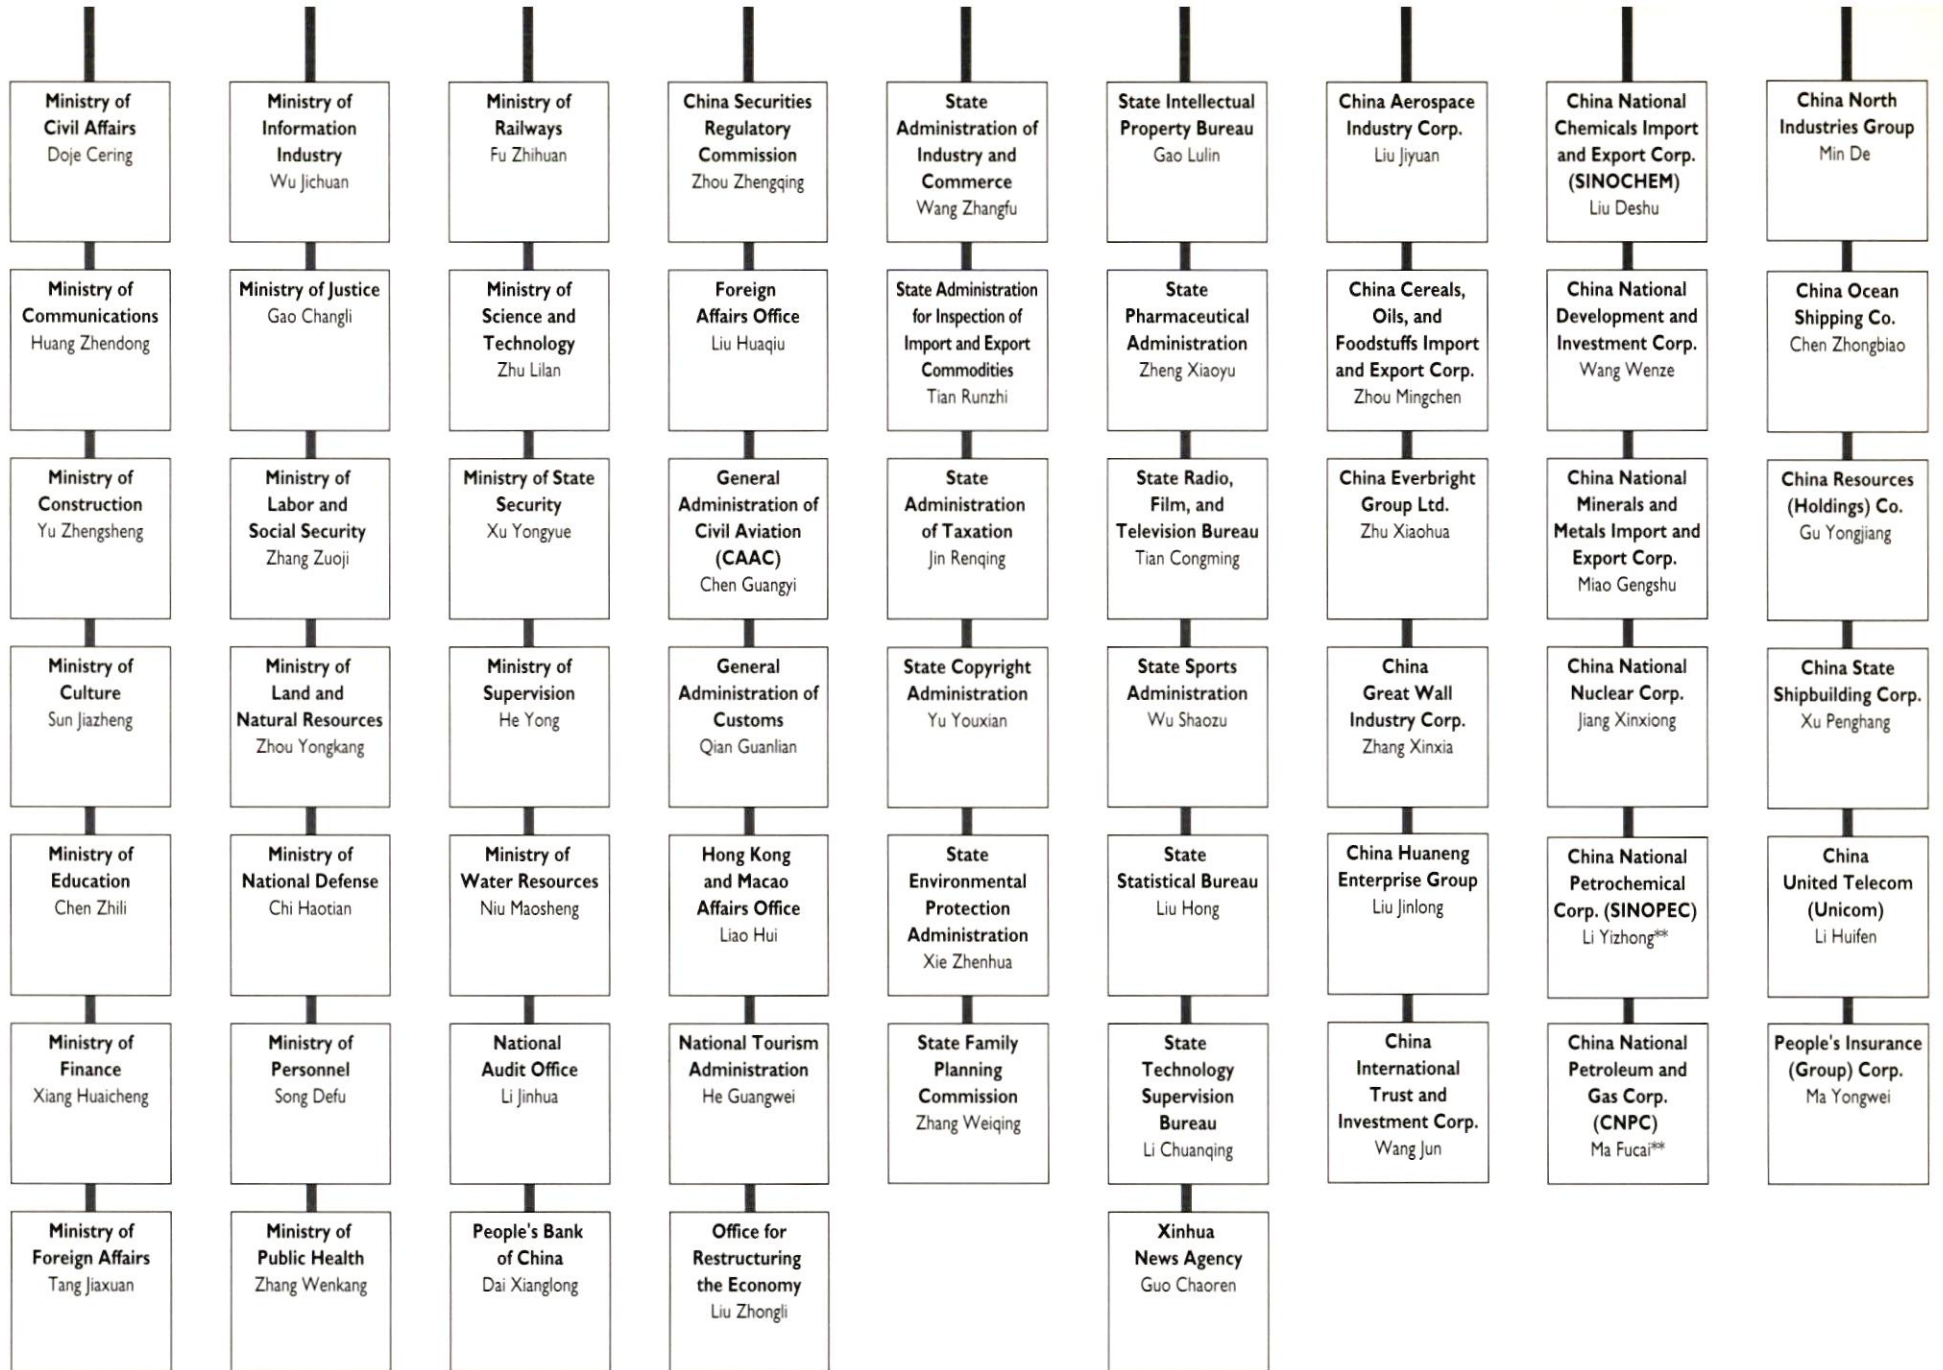 Ministry of
Civil Affairs
Doje Cering
Ministry of
Communications
Huang Zhendong
Ministry of
Construction
Yu Zhengsheng
Ministry of
Culture
Sun Jiazheng
Ministry of
Education
Chen Zhili
Ministry of
Finance
Xiang Huaicheng
Ministry of
Foreign Affairs
Tang Jiaxuan
Ministry of
Information
Industry
Wu Jichuan
Ministry of Justice
Gao Changli
Ministry of
Labor and
Social Security
Zhang Zuoji
Ministry of
Land and
Natural Resources
Zhou Yongkang
Ministry of
National Defense
Chi Haotian
Ministry of
Personnel
Song Defu
Ministry of
Public Health
Zhang Wenkang
Ministry of
Railways
Fu Zhihuan
Ministry of
Science and
Technology
Zhu Lilan
Ministry of State
Security
Xu Yongyue
Ministry of
Supervision
He Yong
Ministry of
Water Resources
Niu Maosheng
National
Audit Office
Li Jinhua
People's Bank
of China
Dai Xianglong
China Securities
Regulatory
Commission
Zhou Zhengqing
Foreign
Affairs Office
Liu Huaqiu
General
Administration of
Civil Aviation
(CAAC)
Chen Guangyi
General
Administration of
Customs
Qian Guanlian
Hong Kong
and Macao
Affairs Office
Liao Hui
National Tourism
Administration
He Guangwei
Office for
Restructuring
the Economy
Liu Zhongli
State
Administration of
Industry and
Commerce
Wang Zhangfu
State Administration
for Inspection of
Import and Export
Commodities
Tian Runzhi
State
Administration
of Taxation
Jin Renqing
State Copyright
Administration
Yu Youxian
State
Environmental
Protection
Administration
Xie Zhenhua
State Family
Planning
Commission
Zhang Weiqing
State Intellectual
Property Bureau
Gao Lulin
State
Pharmaceutical
Administration
Zheng Xiaoyu
State Radio,
Film, and
Television Bureau
Tian Congming
State Sports
Administration
Wu Shaozu
State
Statistical Bureau
Liu Hong
State
Technology
Supervision
Bureau
Li Chuanqing
Xinhua
News Agency
Guo Chaoren
China Aerospace
Industry Corp.
Liu Jiyuan
China Cereals,
Oils, and
Foodstuffs Import
and Export Corp.
Zhou Mingchen
China Everbright
Group Ltd.
Zhu Xiaohua
China
Great Wall
Industry Corp.
Zhang Xinxia
China Huaneng
Enterprise Group
Liu Jinlong
China
International
Trust and
Investment Corp.
Wang Jun
China National
Chemicals Import
and Export Corp.
(SINOCHEM)
Liu Deshu
China National
Development and
Investment Corp.
Wang Wenze
China National
Minerals and
Metals Import and
Export Corp.
Miao Gengshu
China National
Nuclear Corp.
Jiang Xinxiong
China National
Petrochemical
Corp. (SINOPEC)
Li Yizhong**
China National
Petroleum and
Gas Corp.
(CNPC)
Ma Fucai**
China North
Industries Group
Min De
China Ocean
Shipping Co.
Chen Zhongbiao
China Resources
(Holdings) Co.
Gu Yongjiang
China State
Shipbuilding Corp.
Xu Penghang
China
United Telecom
(Unicom)
Li Huifen
People's Insurance
(Group) Corp.
Ma Yongwei